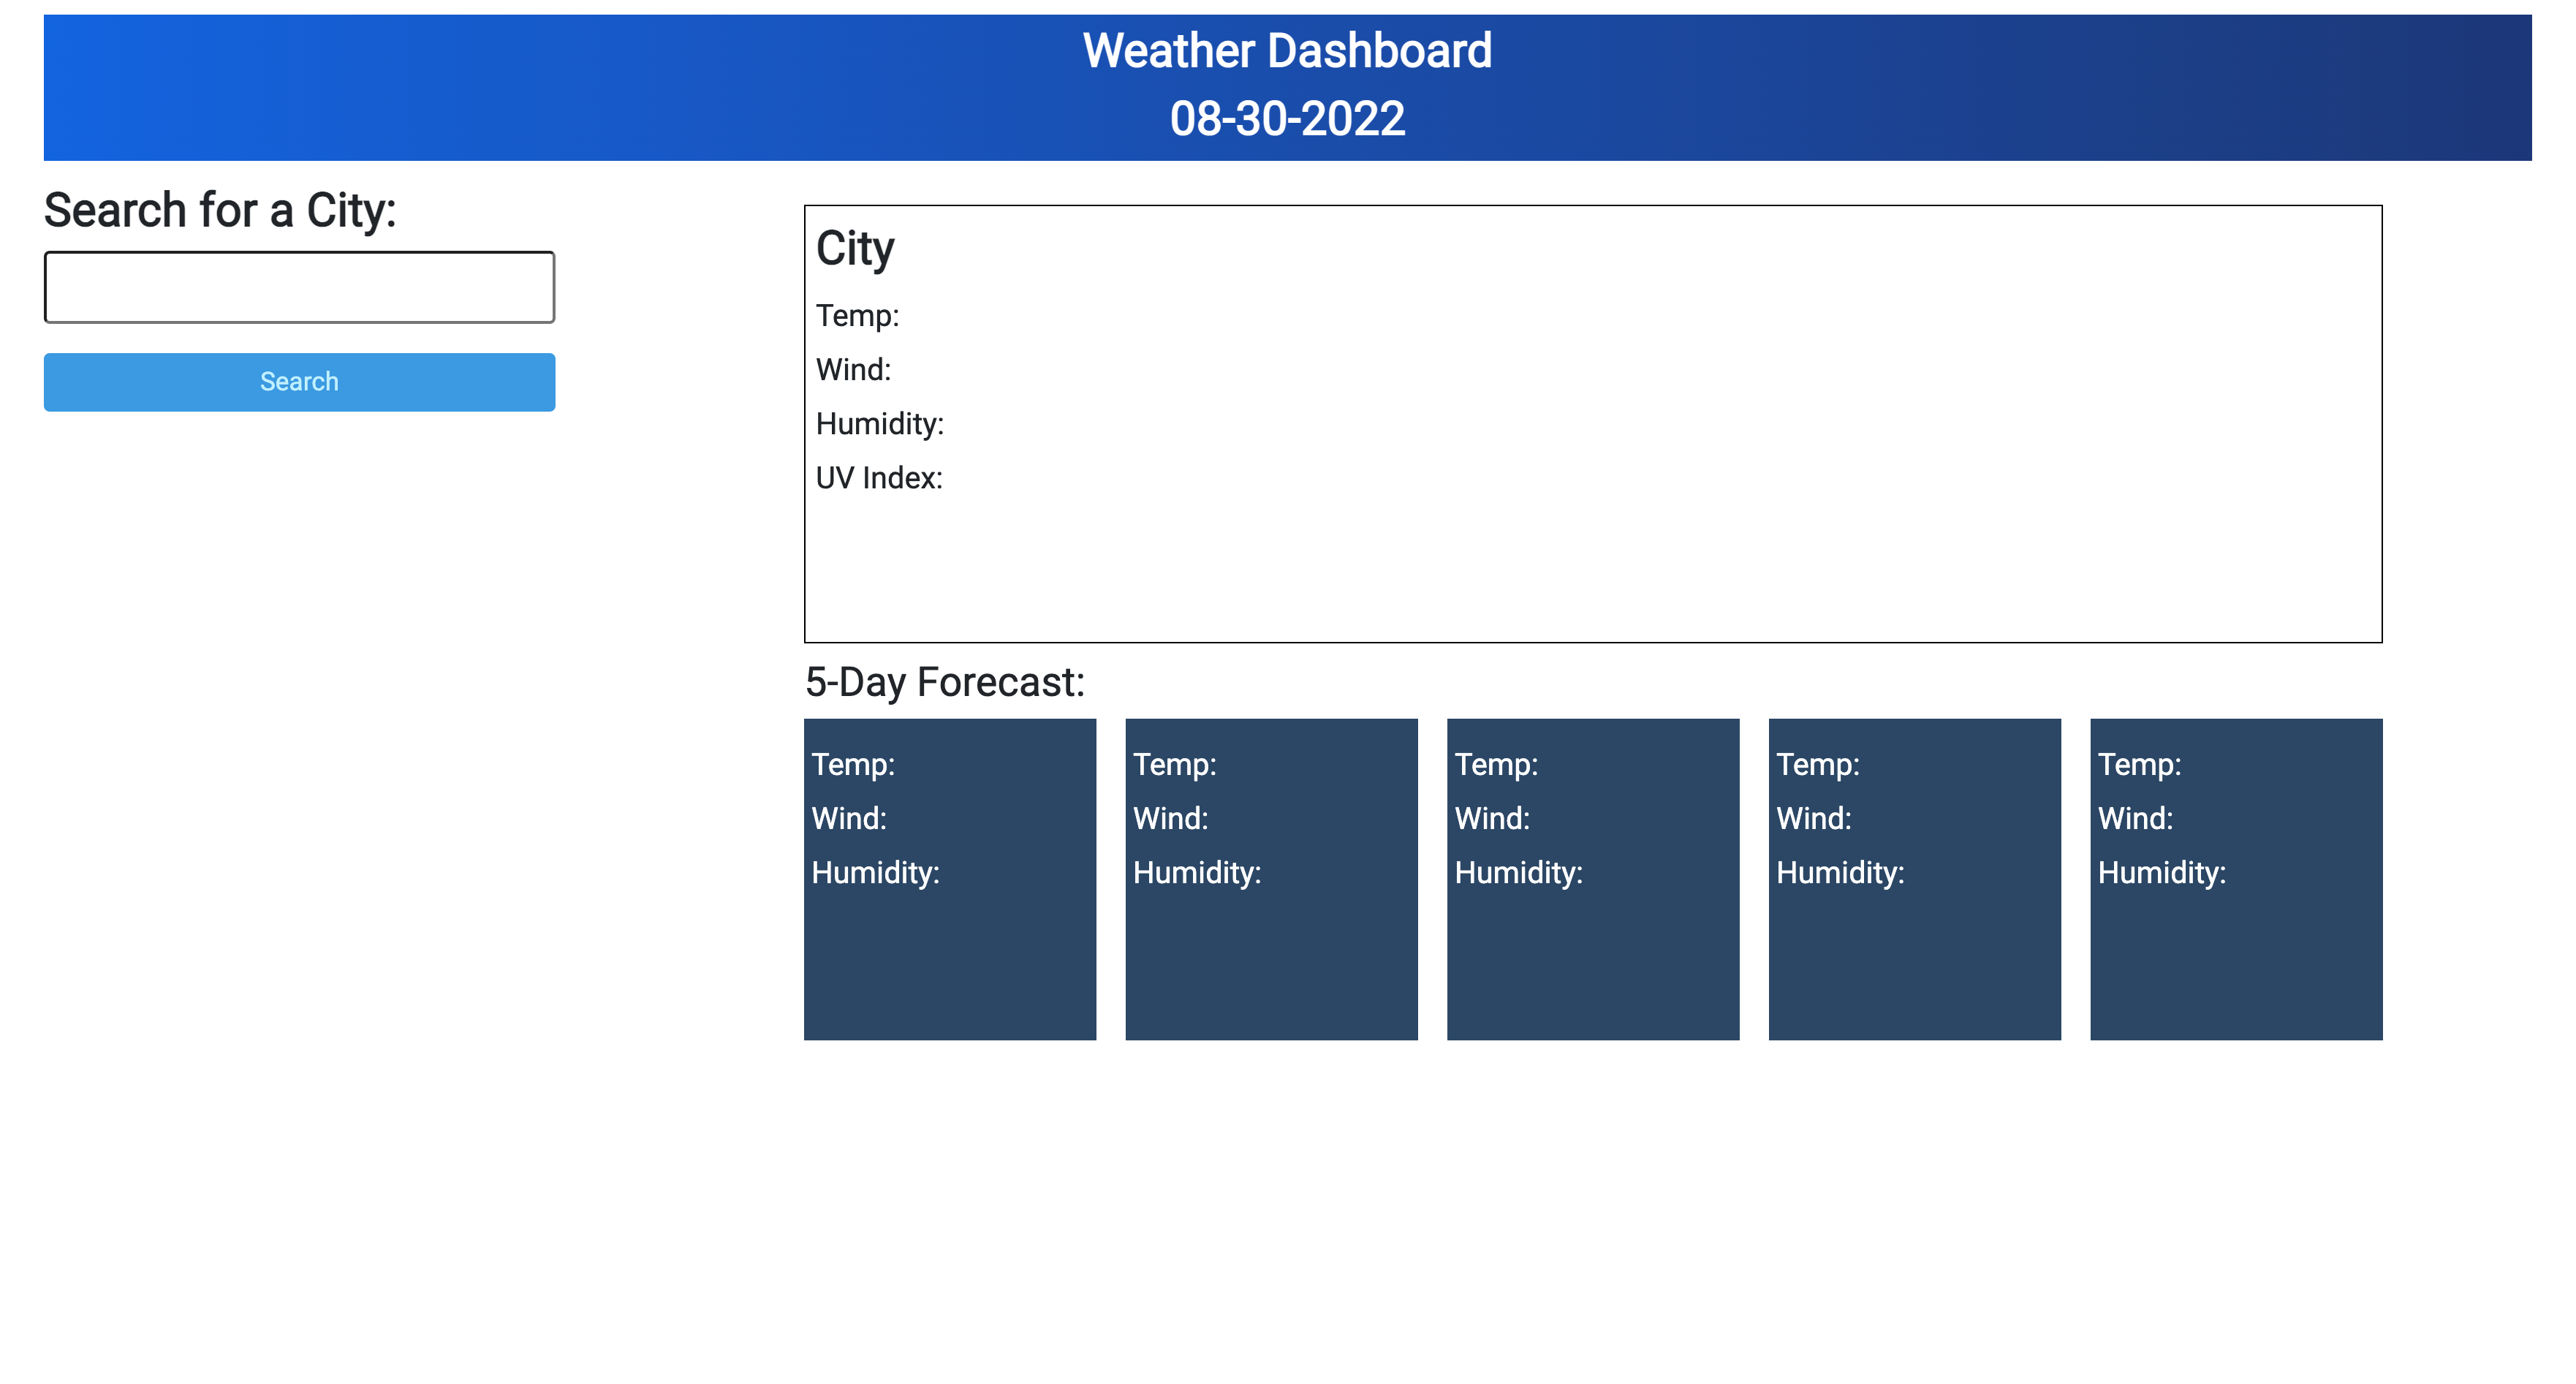 Weather Dashboard
08-30-2022
Search for a City:
Search
City
Temp:
Wind:
Humidity:
UV Index:
5-Day Forecast:
Temp:
Wind:
Humidity:
Temp:
Wind:
Humidity:
Temp:
Wind:
Humidity:
Temp:
Wind:
Humidity:
Temp:
Wind:
Humidity: